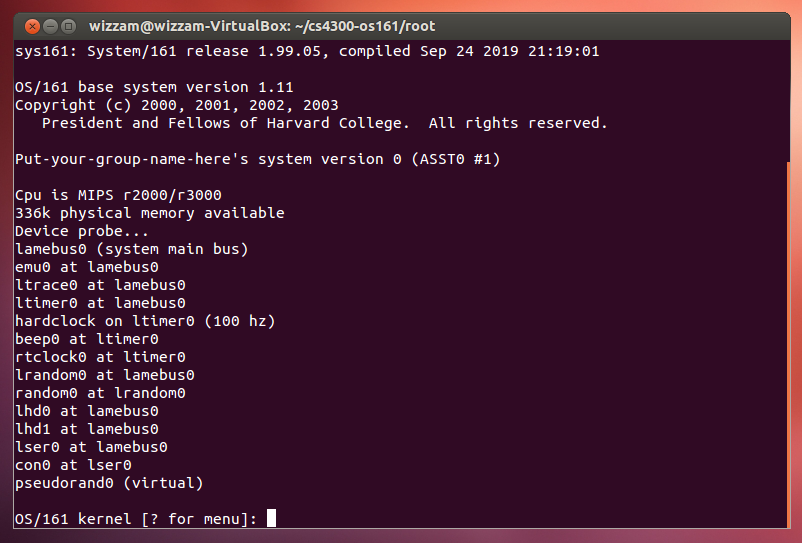 wizzam@wizzam-VirtualBox: ~/cs4300-os161/root
sys161: System/161 release 1.99.05, compiled Sep 24 2019 21:19:01
OS/161 base system version 1.11
Copyright (c) 2000, 2001, 2002, 2003
   President and Fellows of Harvard College.  All rights reserved.
Put-your-group-name-here's system version 0 (ASST0 #1)
Cpu is MIPS r2000/r3000
336k physical memory available
Device probe...
lamebus0 (system main bus)
emu0 at lamebus0
ltrace0 at lamebus0
ltimer0 at lamebus0
hardclock on ltimer0 (100 hz)
beep0 at ltimer0
rtclock0 at ltimer0
lrandom0 at lamebus0
random0 at lrandom0
lhd0 at lamebus0
lhd1 at lamebus0
lser0 at lamebus0
con0 at lser0
pseudorand0 (virtual)
OS/161 kernel [? for menu]: